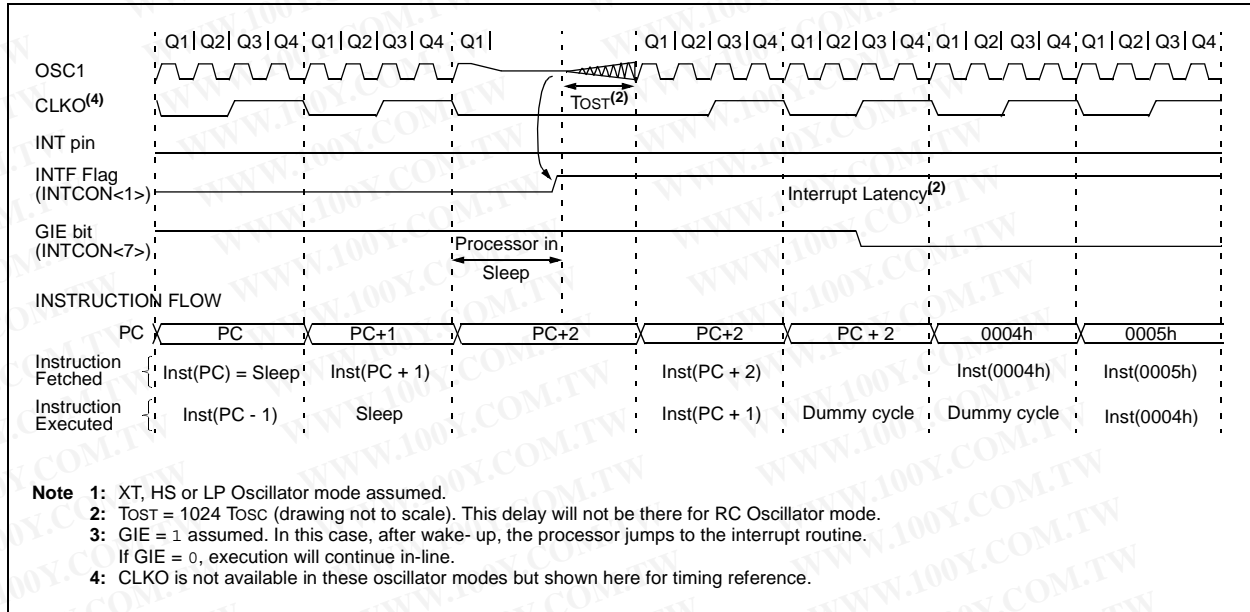 Q1 Q2 Q3 Q4 Q1 Q2 Q3 Q4 Q1 Q1 Q2 Q3 Q4 Q1 Q2 Q3 Q4 Q1 Q2 Q3 Q4 Q1 Q2 Q3 Q4
OSC1
CLKO(4)
TOST(2)
INT pin
INTF Flag
(INTCON<1>)
Interrupt Latency(2)
GIE bit
(INTCON<7>)
Processor in
Sleep
INSTRUCTION FLOW
PC PC PC+1 PC+2 PC+2 PC + 2 0004h 0005h
Instruction
Fetched
Inst(PC) = Sleep Inst(PC + 1) Inst(PC + 2) Inst(0004h) Inst(0005h)
Instruction
Executed
Inst(PC - 1) Sleep Inst(PC + 1) Dummy cycle Dummy cycle Inst(0004h)
Note 1: XT, HS or LP Oscillator mode assumed.
2: TOST = 1024 TOSC (drawing not to scale). This delay will not be there for RC Oscillator mode.
3: GIE = 1 assumed. In this case, after wake- up, the processor jumps to the interrupt routine.
If GIE = 0, execution will continue in-line.
4: CLKO is not available in these oscillator modes but shown here for timing reference.
WWW.100Y.COM.TW